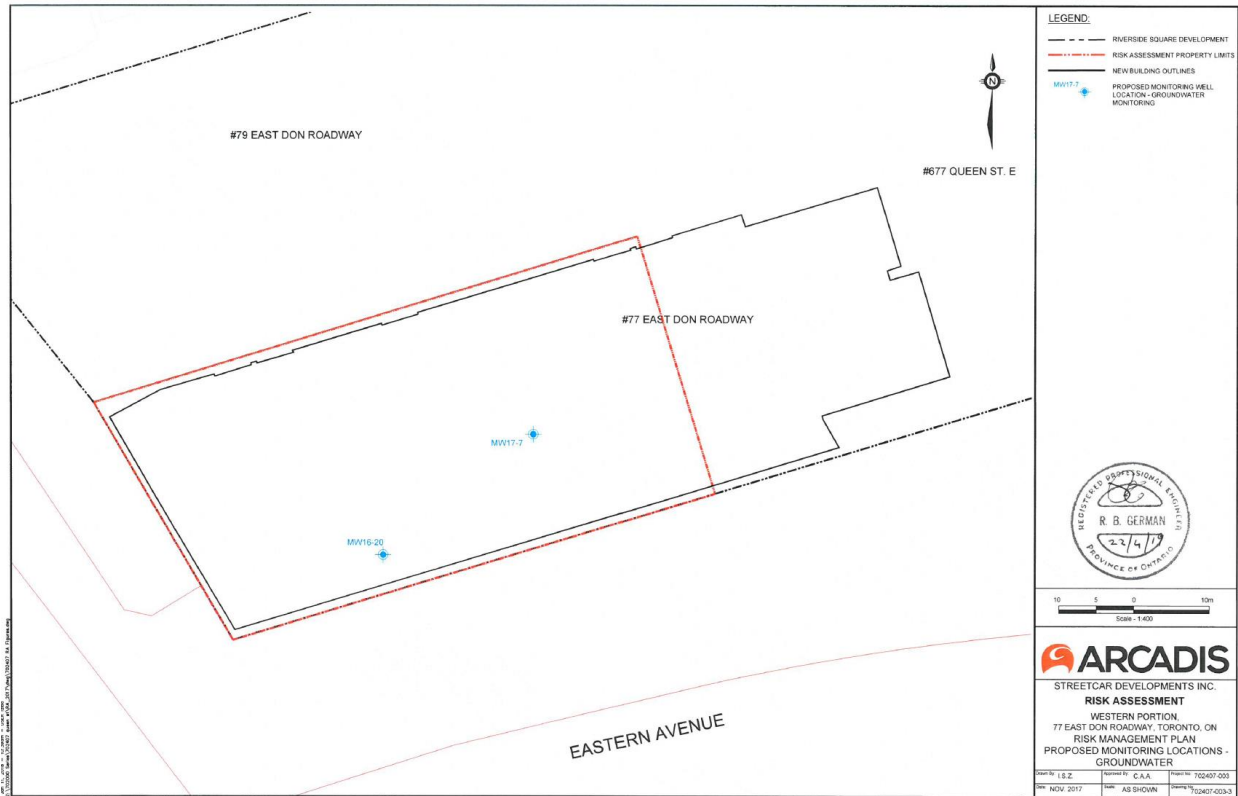 #79 EAST DON ROADWAY
#677 QUEEN ST. E
#77 EAST DON ROADWAY
MW17-7
MW16-20
EASTERN AVENUE
N
LEGEND:
RIVERSIDE SQUARE DEVELOPMENT
RISK ASSESSMENT PROPERTY LIMITS
NEW BUILDING OUTLINES
MW17-7
PROPOSED MONITORING WELL
LOCATION - GROUNDWATER
MONITORING
REGISTERED PROFESSIONAL ENGINEER
R. B. GERMAN
22/4/19
PROVINCE OF ONTARIO
10 5 0 10m
Scale - 1:400
ARCADIS
STREETCAR DEVELOPMENTS INC.
RISK ASSESSMENT
WESTERN PORTION,
77 EAST DON ROADWAY, TORONTO, ON
RISK MANAGEMENT PLAN
PROPOSED MONITORING LOCATIONS -
GROUNDWATER
Drawn By: I.S.Z. Approved By: C.A.A. Project No: 702407-003
Date: NOV. 2017 Scale: AS SHOWN Drawing No: 702407-003-3